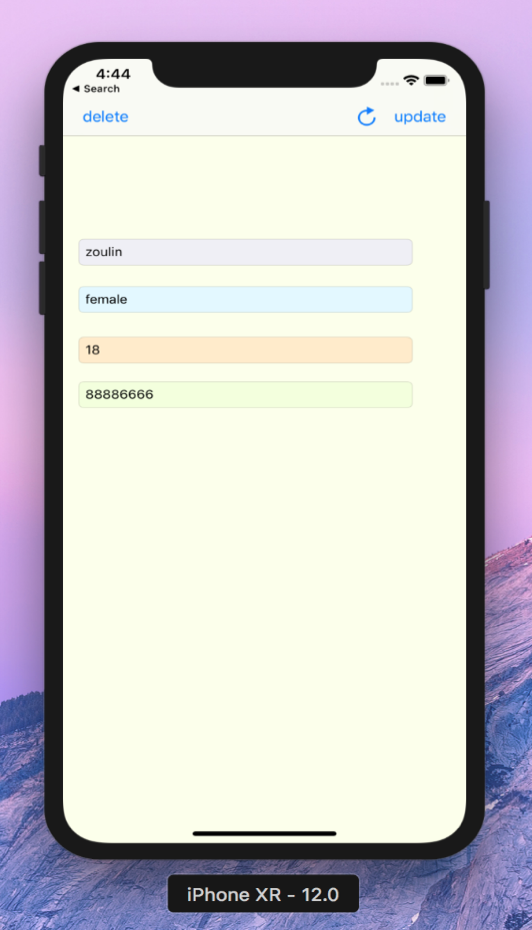 4:44
◀ Search
delete update
zoulin
female
18
88886666
iPhone XR - 12.0